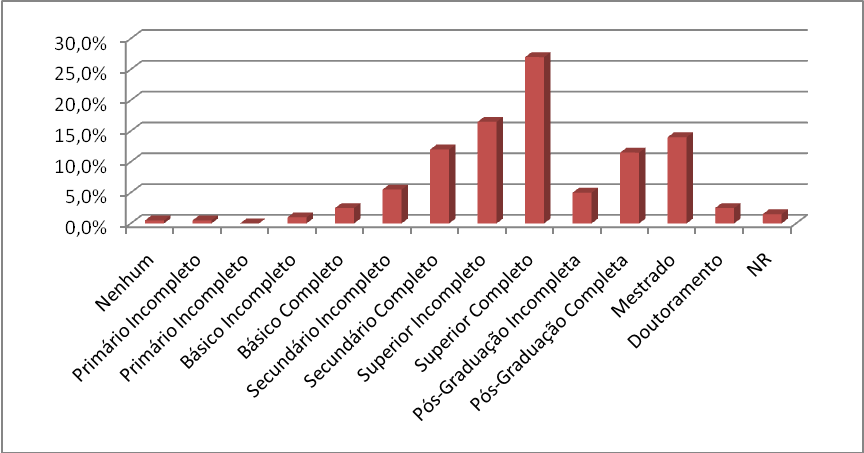 30,0%
25,0%
20,0%
15,0%
10,0%
5,0%
0,0%
Nenhum
Primário Incompleto
Primário Incompleto
Básico Incompleto
Básico Completo
Secundário Incompleto
Secundário Completo
Superior Incompleto
Superior Completo
Pós-Graduação Incompleta
Pós-Graduação Completa
Mestrado
Doutoramento
NR